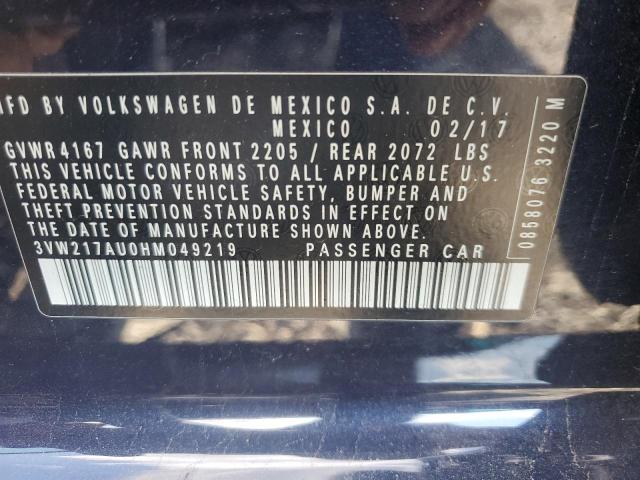 MFD BY VOLKSWAGEN DE MEXICO S.A. DE C.V.
MEXICO 02/17
GVWR 4167 GAWR FRONT 2205 / REAR 2072 LBS
THIS VEHICLE CONFORMS TO ALL APPLICABLE U.S.
FEDERAL MOTOR VEHICLE SAFETY, BUMPER AND
THEFT PREVENTION STANDARDS IN EFFECT ON
THE DATE OF MANUFACTURE SHOWN ABOVE.
3VW217AU0HM049219 PASSENGER CAR
0858076 3220 M